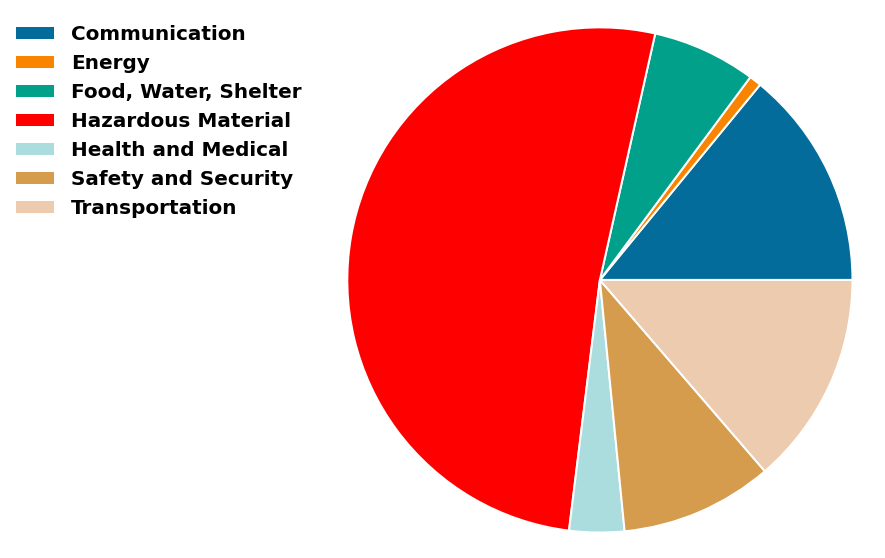 Communication
Energy
Food, Water, Shelter
Hazardous Material
Health and Medical
Safety and Security
Transportation